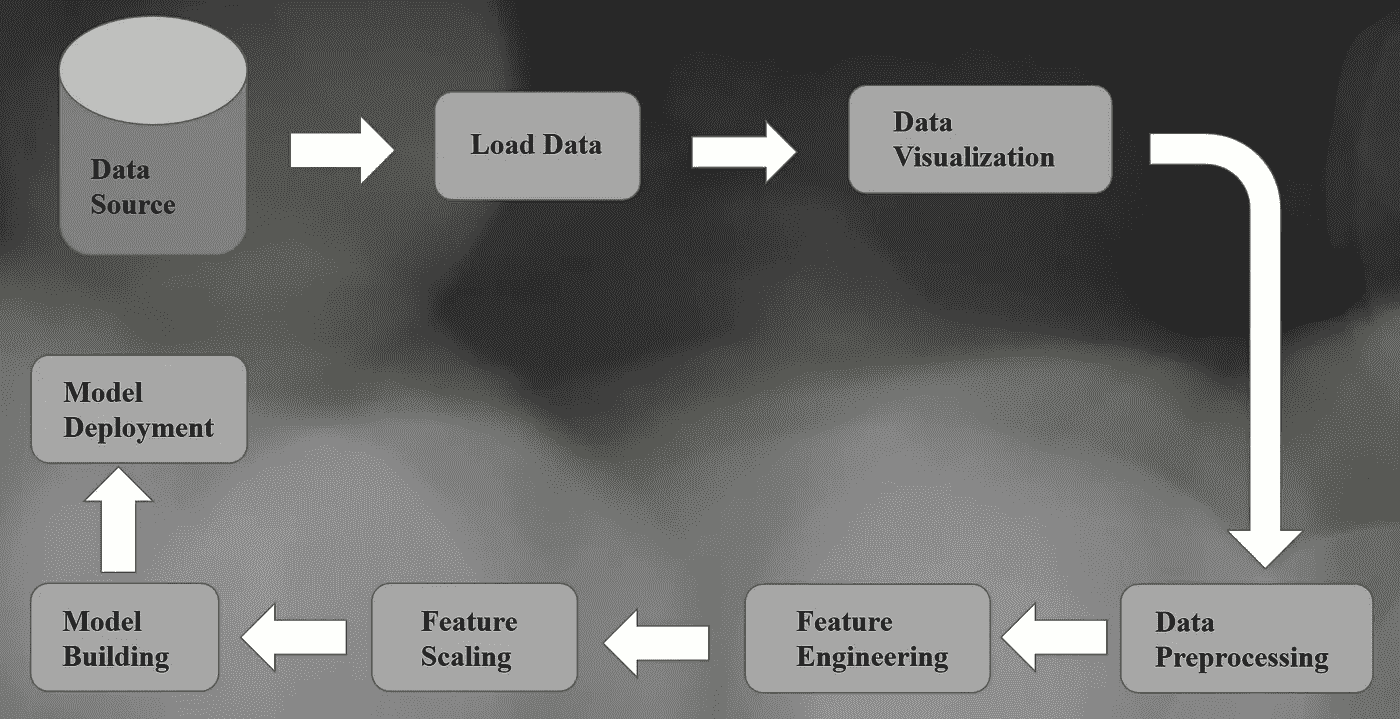 Data
Source
Load Data
Data
Visualization
Data
Preprocessing
Feature
Engineering
Feature
Scaling
Model
Building
Model
Deployment